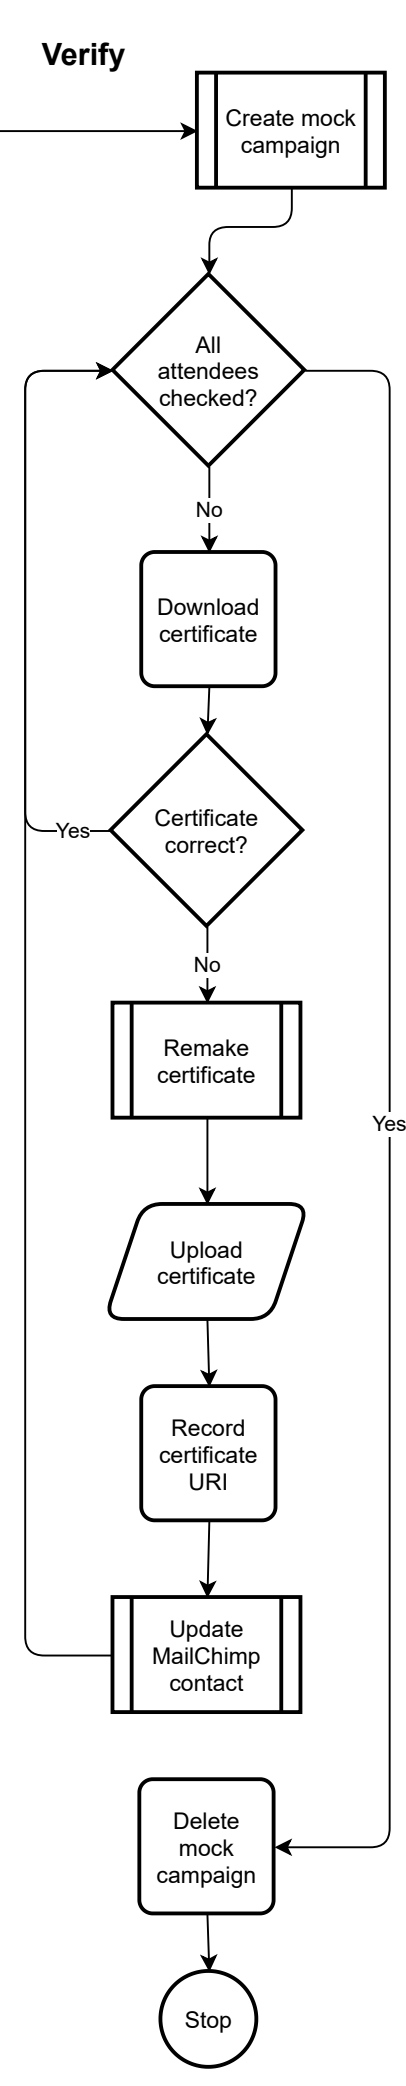 Verify
Create mock
campaign
All
attendees
checked?
No
Download
certificate
Certificate
correct?
Yes
No
Remake
certificate
Yes
Upload
certificate
Record
certificate
URI
Update
MailChimp
contact
Delete
mock
campaign
Stop